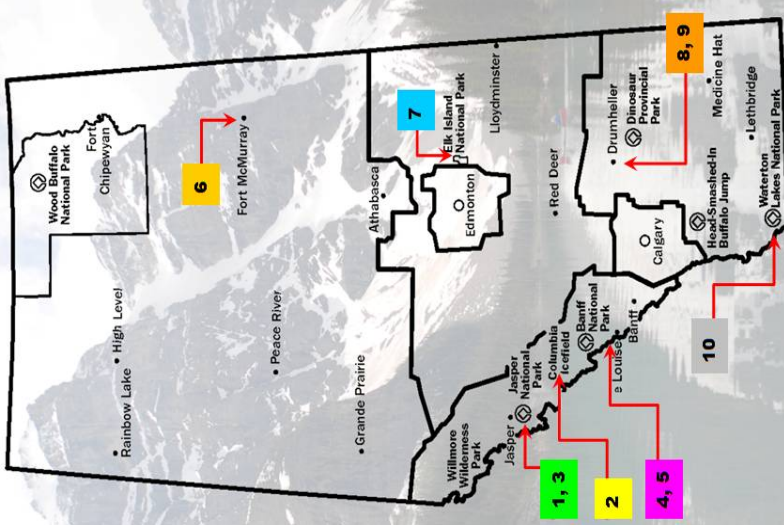 Wood Buffalo
National Park
Fort
Chipewyan
High Level
Rainbow Lake
6
Fort McMurray
Peace River
Grande Prairie
Athabasca
7
Elk Island
National Park
Edmonton
Lloydminster
Willmore
Wilderness
Park
Jasper
Jasper
National
Park
1, 3
Columbia
Icefield
2
Red Deer
Banff
National
Park
e Louise
Banff
4, 5
8, 9
Drumheller
Dinosaur
Provincial
Park
Calgary
Medicine Hat
Head-Smashed-In
Buffalo Jump
Lethbridge
Waterton
Lakes National Park
10